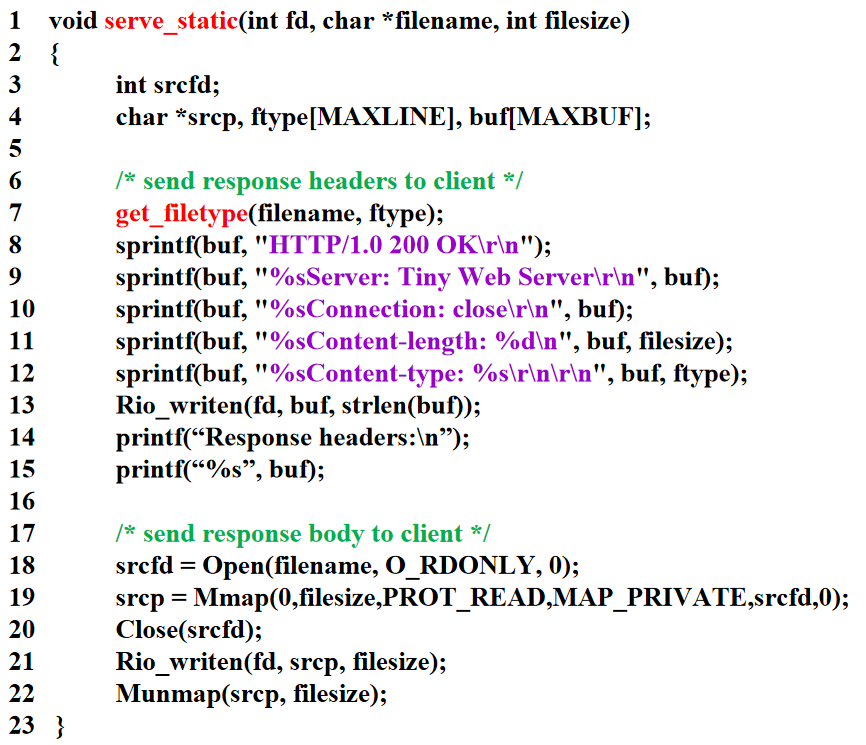 1 void serve_static(int fd, char *filename, int filesize)
2 {
3 int srcfd;
4 char *srcp, ftype[MAXLINE], buf[MAXBUF];
5
6 /* send response headers to client */
7 get_filetype(filename, ftype);
8 sprintf(buf, "HTTP/1.0 200 OK\r\n");
9 sprintf(buf, "%sServer: Tiny Web Server\r\n", buf);
10 sprintf(buf, "%sConnection: close\r\n", buf);
11 sprintf(buf, "%sContent-length: %d\n", buf, filesize);
12 sprintf(buf, "%sContent-type: %s\r\n\r\n", buf, ftype);
13 Rio_writen(fd, buf, strlen(buf));
14 printf(“Response headers:\n”);
15 printf(“%s”, buf);
16
17 /* send response body to client */
18 srcfd = Open(filename, O_RDONLY, 0);
19 srcp = Mmap(0,filesize,PROT_READ,MAP_PRIVATE,srcfd,0);
20 Close(srcfd);
21 Rio_writen(fd, srcp, filesize);
22 Munmap(srcp, filesize);
23 }